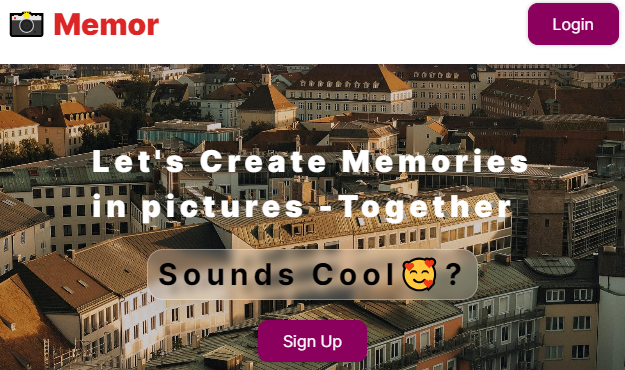 Memor
Login
Let's Create Memories
in pictures - Together
Sounds Cool🥰?
Sign Up